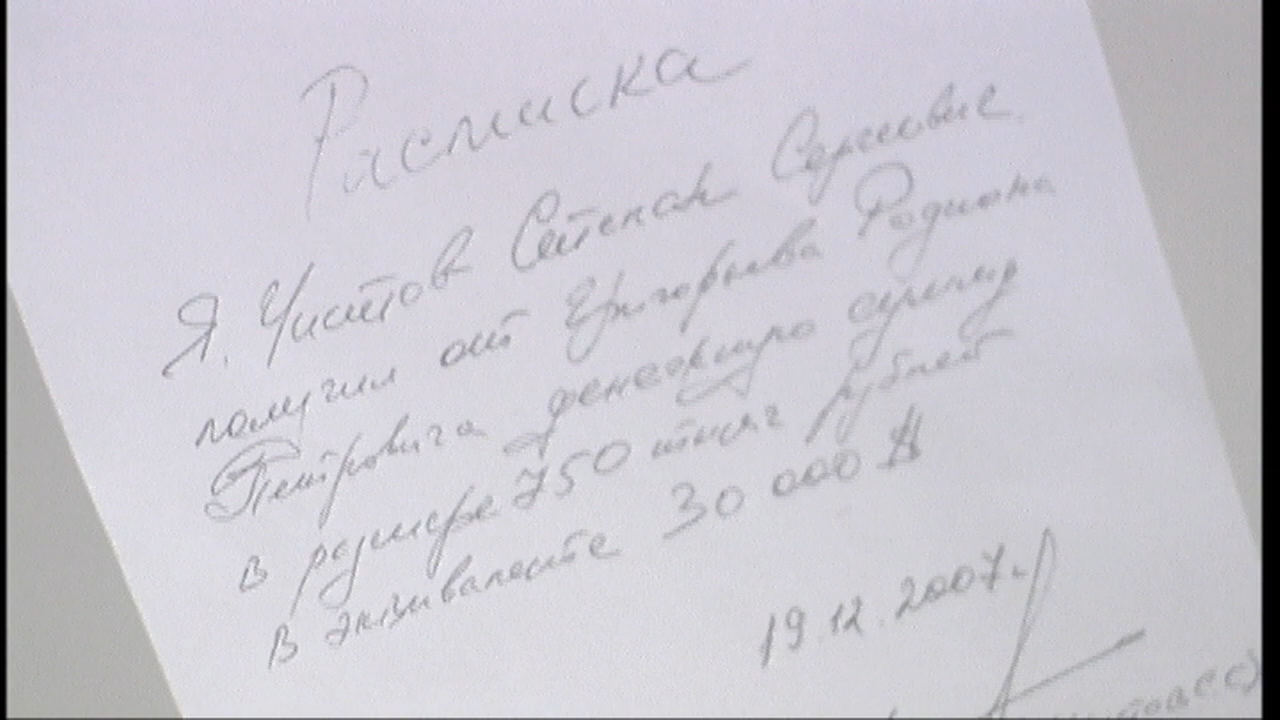 Расписка
Я, Чистов Степан Сергеевич
получил от Григорьева Родиона
Петровича денежную сумму
в размере 750 тысяч рублей
в эквиваленте 30 000 $
19.12.2007г.